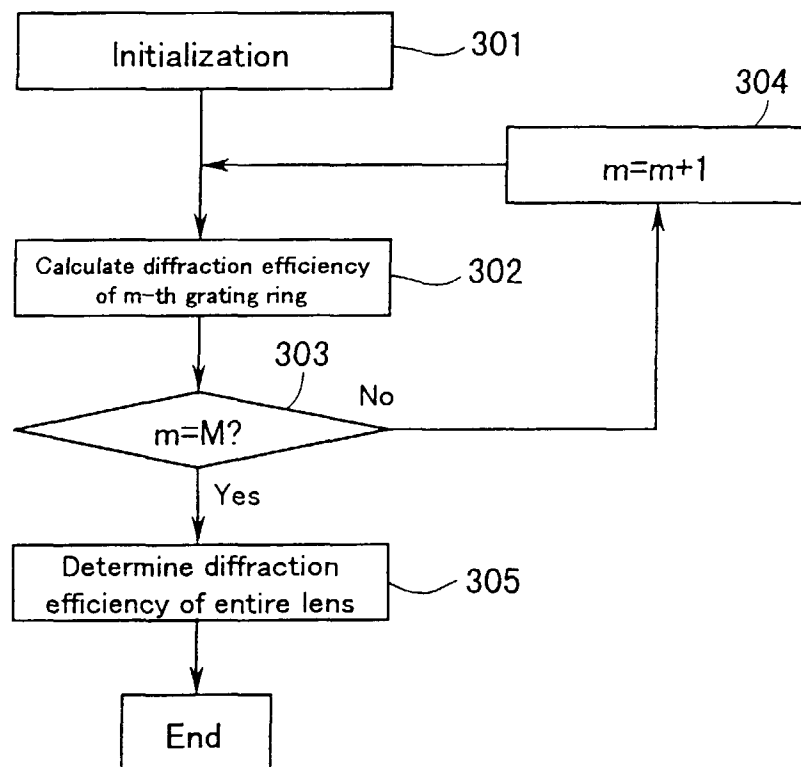 Initialization
301
304
m=m+1
Calculate diffraction efficiency
of m-th grating ring
302
303
No
m=M?
Yes
Determine diffraction
efficiency of entire lens
305
End